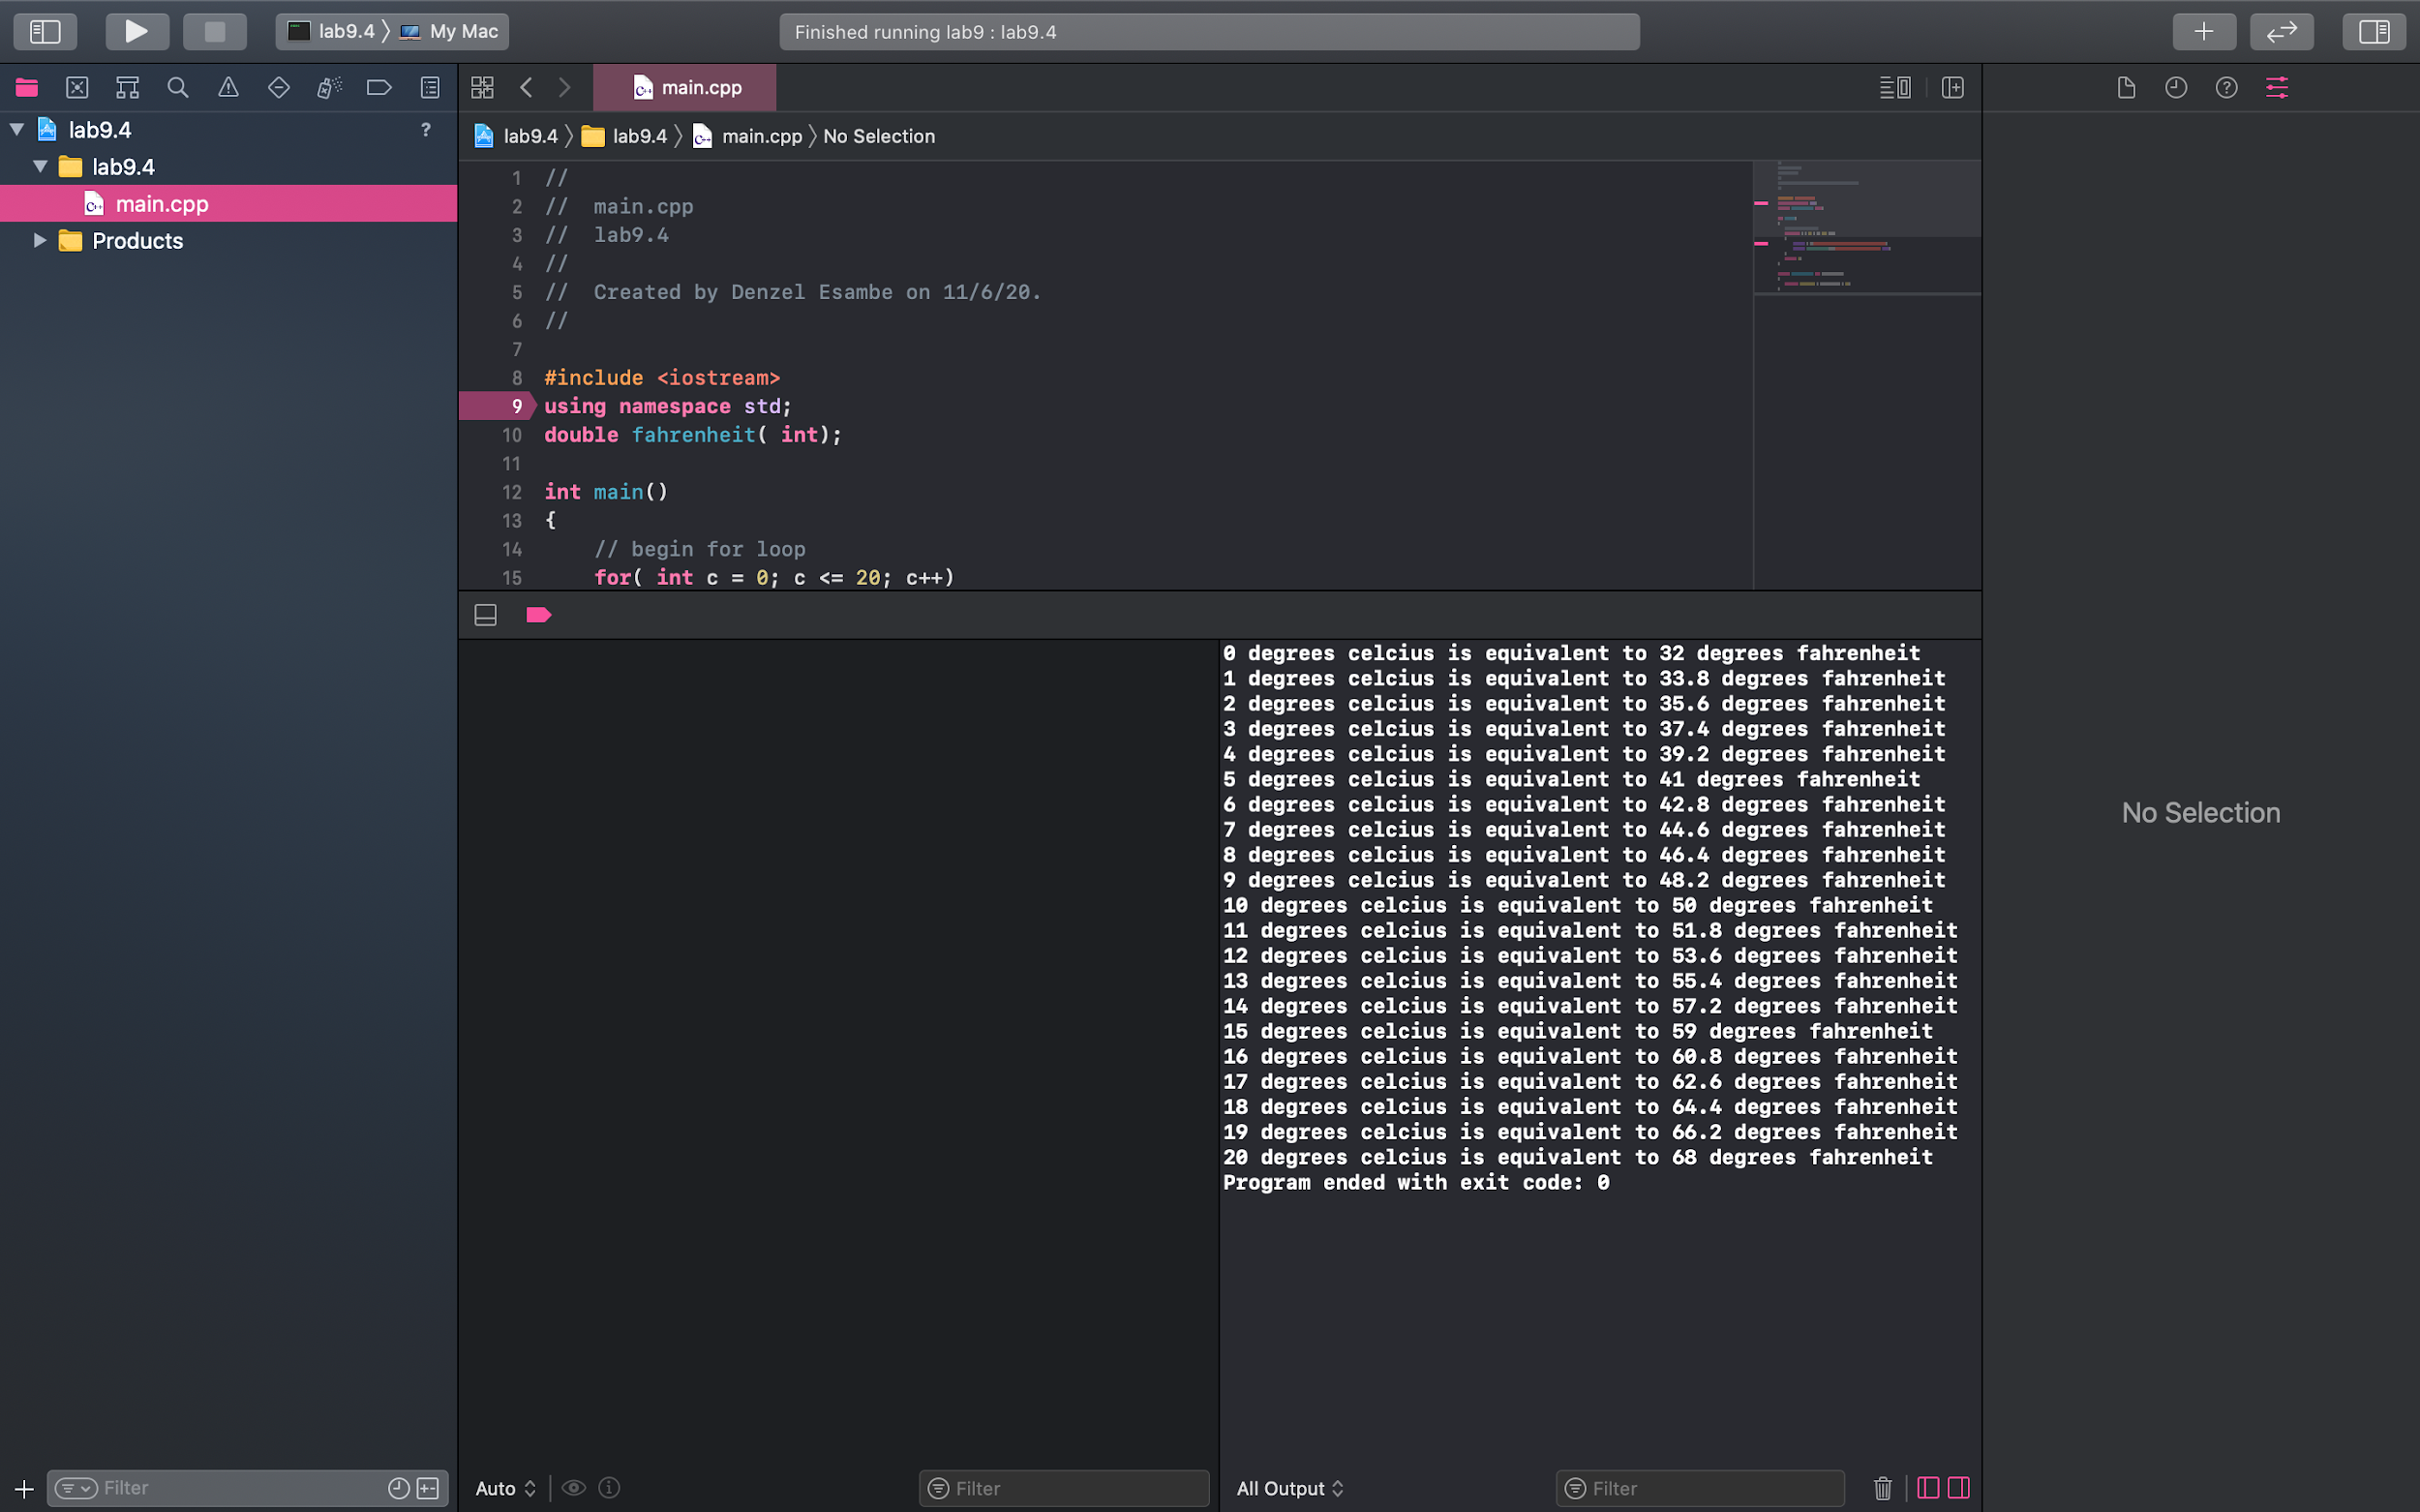 lab9.4 My Mac
Finished running lab9 : lab9.4
main.cpp
lab9.4 ?
lab9.4
main.cpp
Products
lab9.4 lab9.4 main.cpp No Selection
1 //
2 //  main.cpp
3 //  lab9.4
4 //
5 //  Created by Denzel Esambe on 11/6/20.
6 //
7
8 #include <iostream>
9 using namespace std;
10 double fahrenheit( int);
11
12 int main()
13 {
14     // begin for loop
15     for( int c = 0; c <= 20; c++)
0 degrees celcius is equivalent to 32 degrees fahrenheit
1 degrees celcius is equivalent to 33.8 degrees fahrenheit
2 degrees celcius is equivalent to 35.6 degrees fahrenheit
3 degrees celcius is equivalent to 37.4 degrees fahrenheit
4 degrees celcius is equivalent to 39.2 degrees fahrenheit
5 degrees celcius is equivalent to 41 degrees fahrenheit
6 degrees celcius is equivalent to 42.8 degrees fahrenheit
7 degrees celcius is equivalent to 44.6 degrees fahrenheit
8 degrees celcius is equivalent to 46.4 degrees fahrenheit
9 degrees celcius is equivalent to 48.2 degrees fahrenheit
10 degrees celcius is equivalent to 50 degrees fahrenheit
11 degrees celcius is equivalent to 51.8 degrees fahrenheit
12 degrees celcius is equivalent to 53.6 degrees fahrenheit
13 degrees celcius is equivalent to 55.4 degrees fahrenheit
14 degrees celcius is equivalent to 57.2 degrees fahrenheit
15 degrees celcius is equivalent to 59 degrees fahrenheit
16 degrees celcius is equivalent to 60.8 degrees fahrenheit
17 degrees celcius is equivalent to 62.6 degrees fahrenheit
18 degrees celcius is equivalent to 64.4 degrees fahrenheit
19 degrees celcius is equivalent to 66.2 degrees fahrenheit
20 degrees celcius is equivalent to 68 degrees fahrenheit
Program ended with exit code: 0
No Selection
Filter
Auto
Filter
All Output
Filter